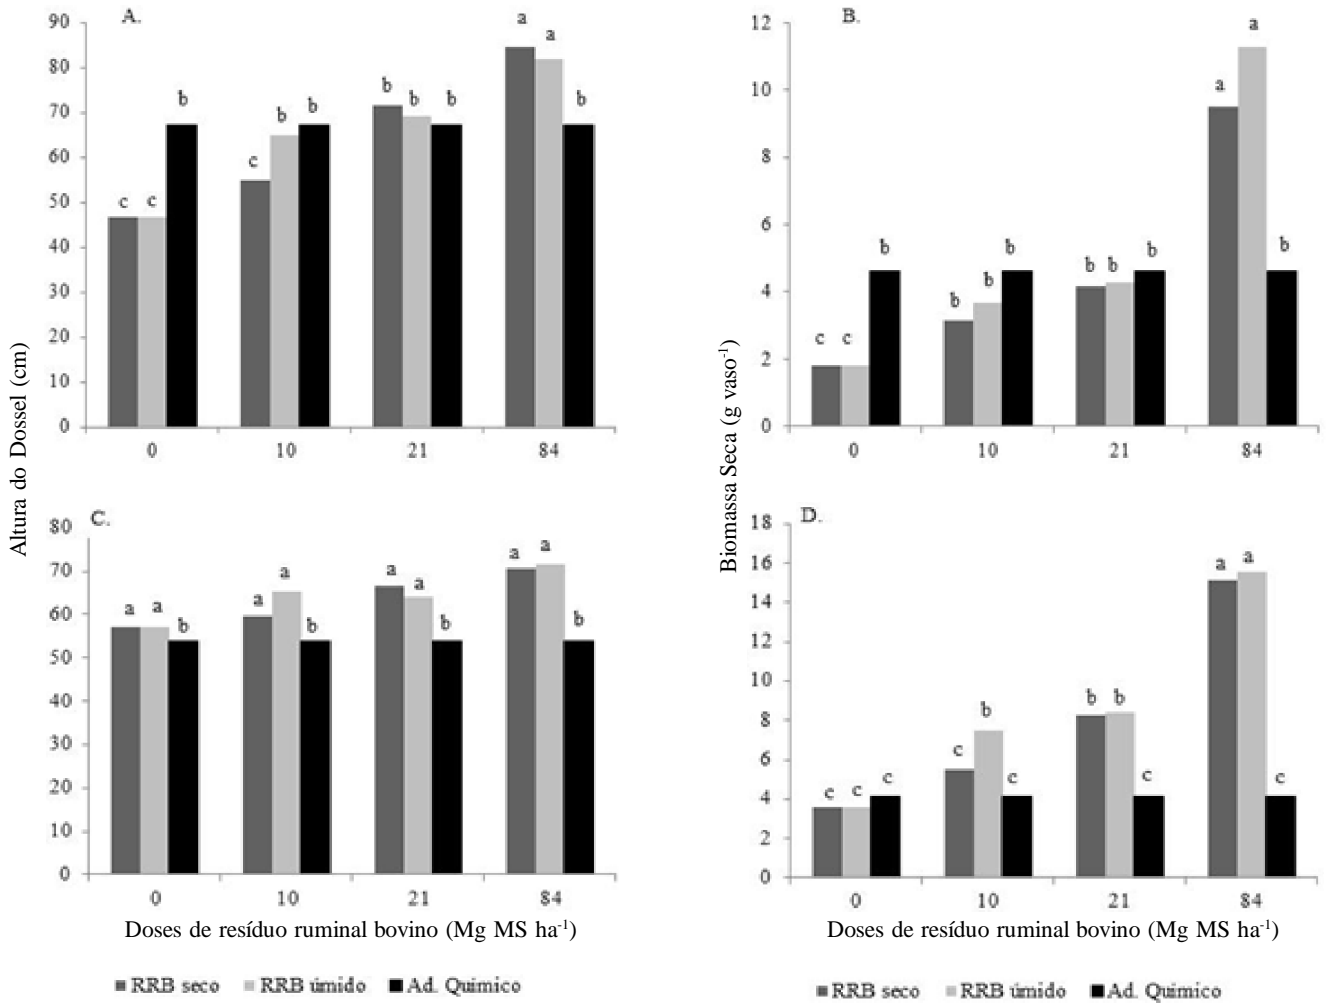 A.
90
80
70
60
50
40
30
20
10
0
c c b
c b b
b b b
a a b
0 10 21 84
B.
12
10
8
6
4
2
0
c c b
b b b
b b b
a a b
0 10 21 84
Altura do Dossel (cm)
Biomassa Seca (g vaso-1)
C.
80
70
60
50
40
30
20
10
0
a a b
a a b
a a b
a a b
0 10 21 84
Doses de resíduo ruminal bovino (Mg MS ha-1)
RRB seco RRB úmido Ad. Quimico
D.
18
16
14
12
10
8
6
4
2
0
c c c
c b c
b b c
a a c
0 10 21 84
Doses de resíduo ruminal bovino (Mg MS ha-1)
RRB seco RRB úmido Ad. Quimico